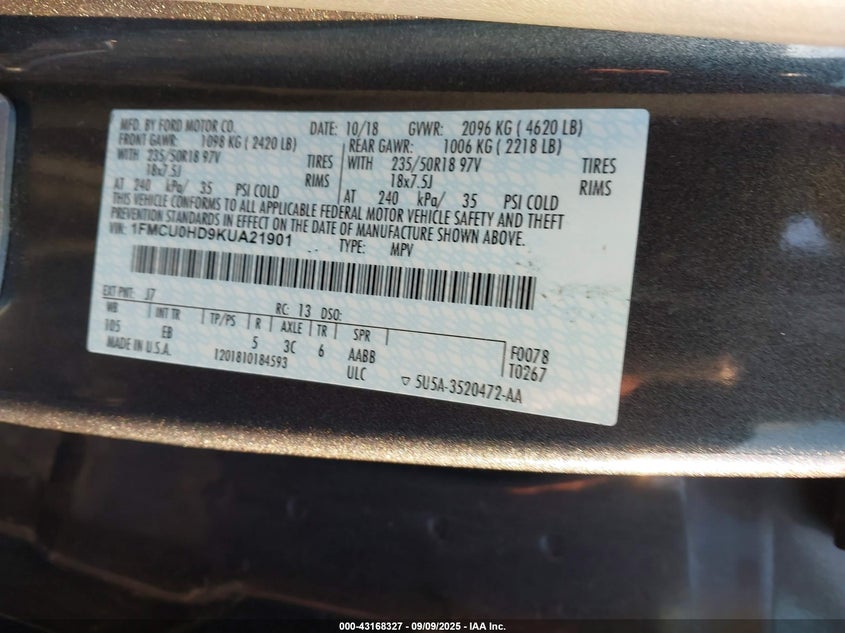 MFD. BY FORD MOTOR CO. DATE: 10/18 GVWR: 2096 KG ( 4620 LB)
FRONT GAWR: 1098 KG ( 2420 LB) REAR GAWR: 1006 KG ( 2218 LB)
WITH 235/50R18 97V TIRES WITH 235/50R18 97V TIRES
18x7.5J RIMS 18x7.5J RIMS
AT 240 kPa/ 35 PSI COLD AT 240 kPa/ 35 PSI COLD
THIS VEHICLE CONFORMS TO ALL APPLICABLE FEDERAL MOTOR VEHICLE SAFETY AND THEFT
PREVENTION STANDARDS IN EFFECT ON THE DATE OF MANUFACTURE SHOWN ABOVE.
VIN: 1FMCU0HD9KUA21901 TYPE: MPV
EXT PNT: J7 RC: 13 DSO:
WB INT TR TP/PS R AXLE TR SPR
105 EB 5 3C 6 AABB F0078
MADE IN U.S.A. 1201810184593 ULC T0267
5U5A-3520472-AA
000-43168327 - 09/09/2025 - IAA Inc.